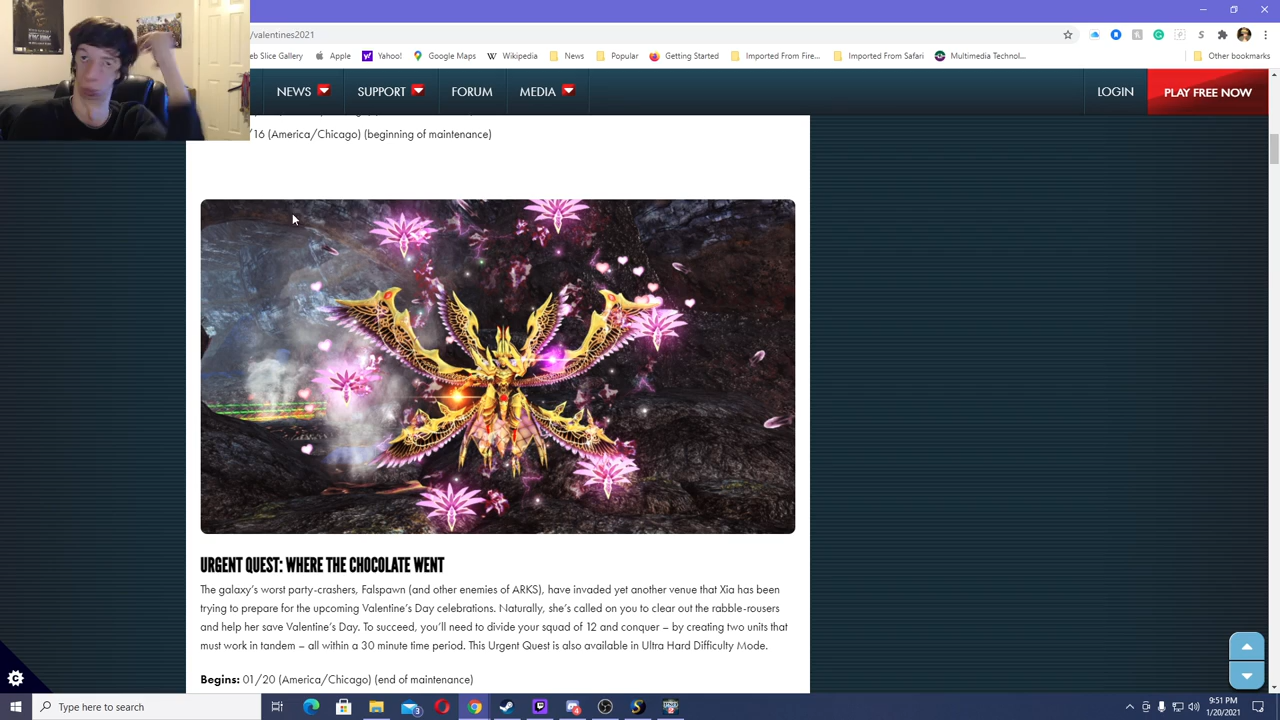 /valentines2021
eb Slice Gallery Apple Yahoo! Google Maps Wikipedia News Popular Getting Started Imported From Fire... Imported From Safari Multimedia Technol... Other bookmarks
NEWS SUPPORT FORUM MEDIA LOGIN PLAY FREE NOW
/16 (America/Chicago) (beginning of maintenance)
URGENT QUEST: WHERE THE CHOCOLATE WENT
The galaxy's worst party-crashers, Falspawn (and other enemies of ARKS), have invaded yet another venue that Xia has been
trying to prepare for the upcoming Valentine's Day celebrations. Naturally, she's called on you to clear out the rabble-rousers
and help her save Valentine's Day. To succeed, you'll need to divide your squad of 12 and conquer – by creating two units that
must work in tandem – all within a 30 minute time period. This Urgent Quest is also available in Ultra Hard Difficulty Mode.
Begins: 01/20 (America/Chicago) (end of maintenance)
Type here to search
3
9:51 PM
1/20/2021